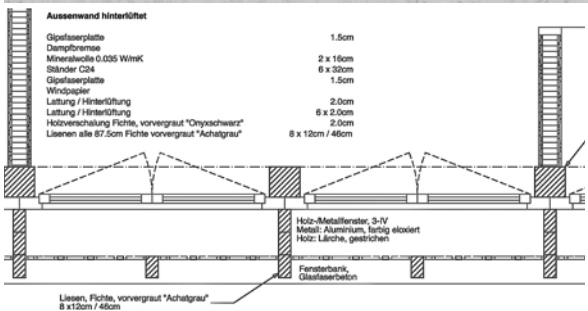 Aussenwand hinterlüftet
Gipsfaserplatte 1.5cm
Dampfbremse
Mineralwolle 0.035 W/mK 2 x 16cm
Ständer C24 6 x 32cm
Gipsfaserplatte 1.5cm
Windpapier
Lattung / Hinterlüftung 2.0cm
Lattung / Hinterlüftung 6 x 2.0cm
Holzverschalung Fichte, vorvergraut "Onyxschwarz" 2.0cm
Lisenen alle 87.5cm Fichte vorvergraut "Achatgrau" 8 x 12cm / 46cm
Holz-/Metallfenster, 3-IV
Metall: Aluminium, farbig eloxiert
Holz: Lärche, gestrichen
Fensterbank,
Glasfaserbeton
Liesen, Fichte, vorvergraut "Achatgrau"
8 x12cm / 46cm